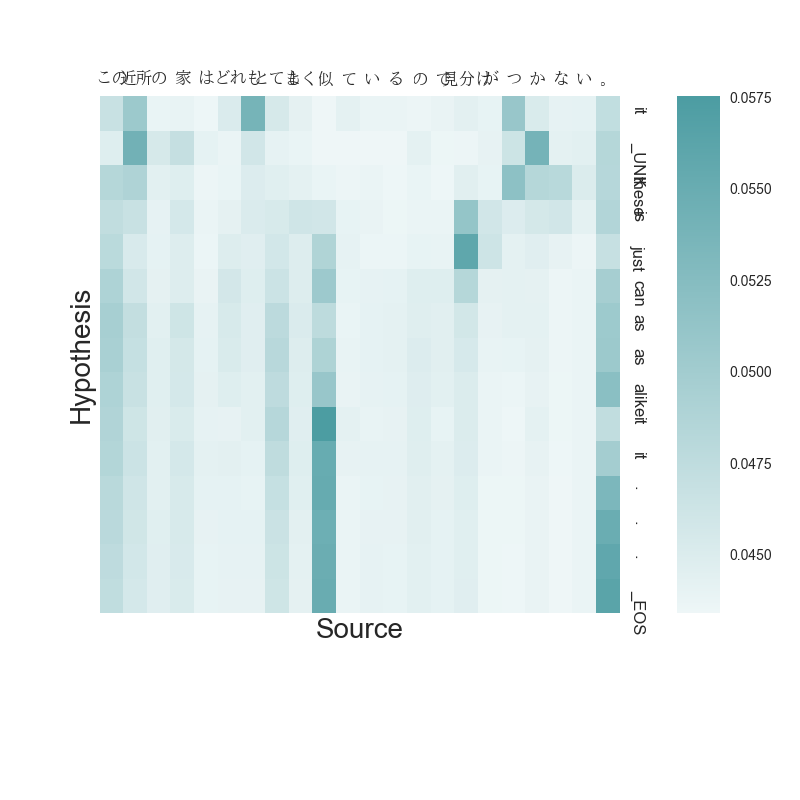 この 近所 の 家 は どれ も とても よく 似 て い る の で 見分け が つ か な い 。
it
_UNK
these
is
just
can
as
as
alike
it
it
.
.
.
_EOS
Hypothesis
Source
0.0575
0.0550
0.0525
0.0500
0.0475
0.0450